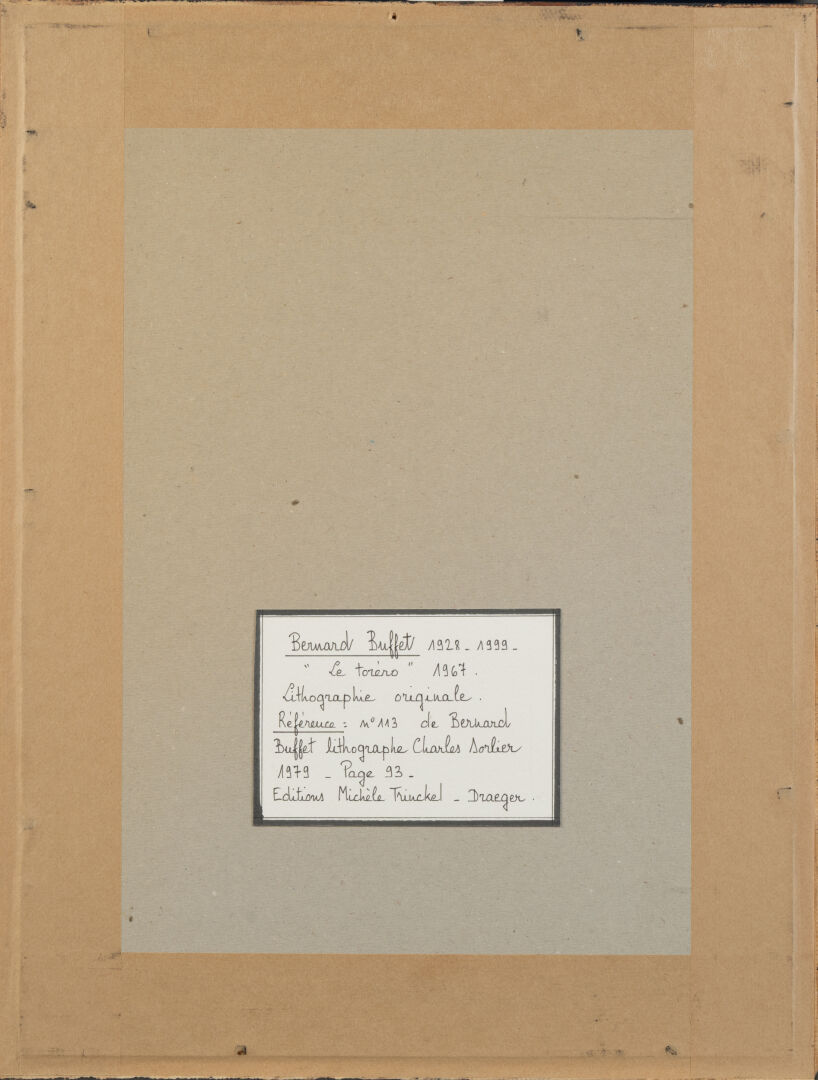 Bernard Buffet 1928 - 1999 -
" Le toréro " 1967 .
Lithographie originale .
Référence : n° 113 de Bernard
Buffet lithographe Charles Sorlier
1979 - Page 93 -
Editions Michèle Trinckel - Draeger .